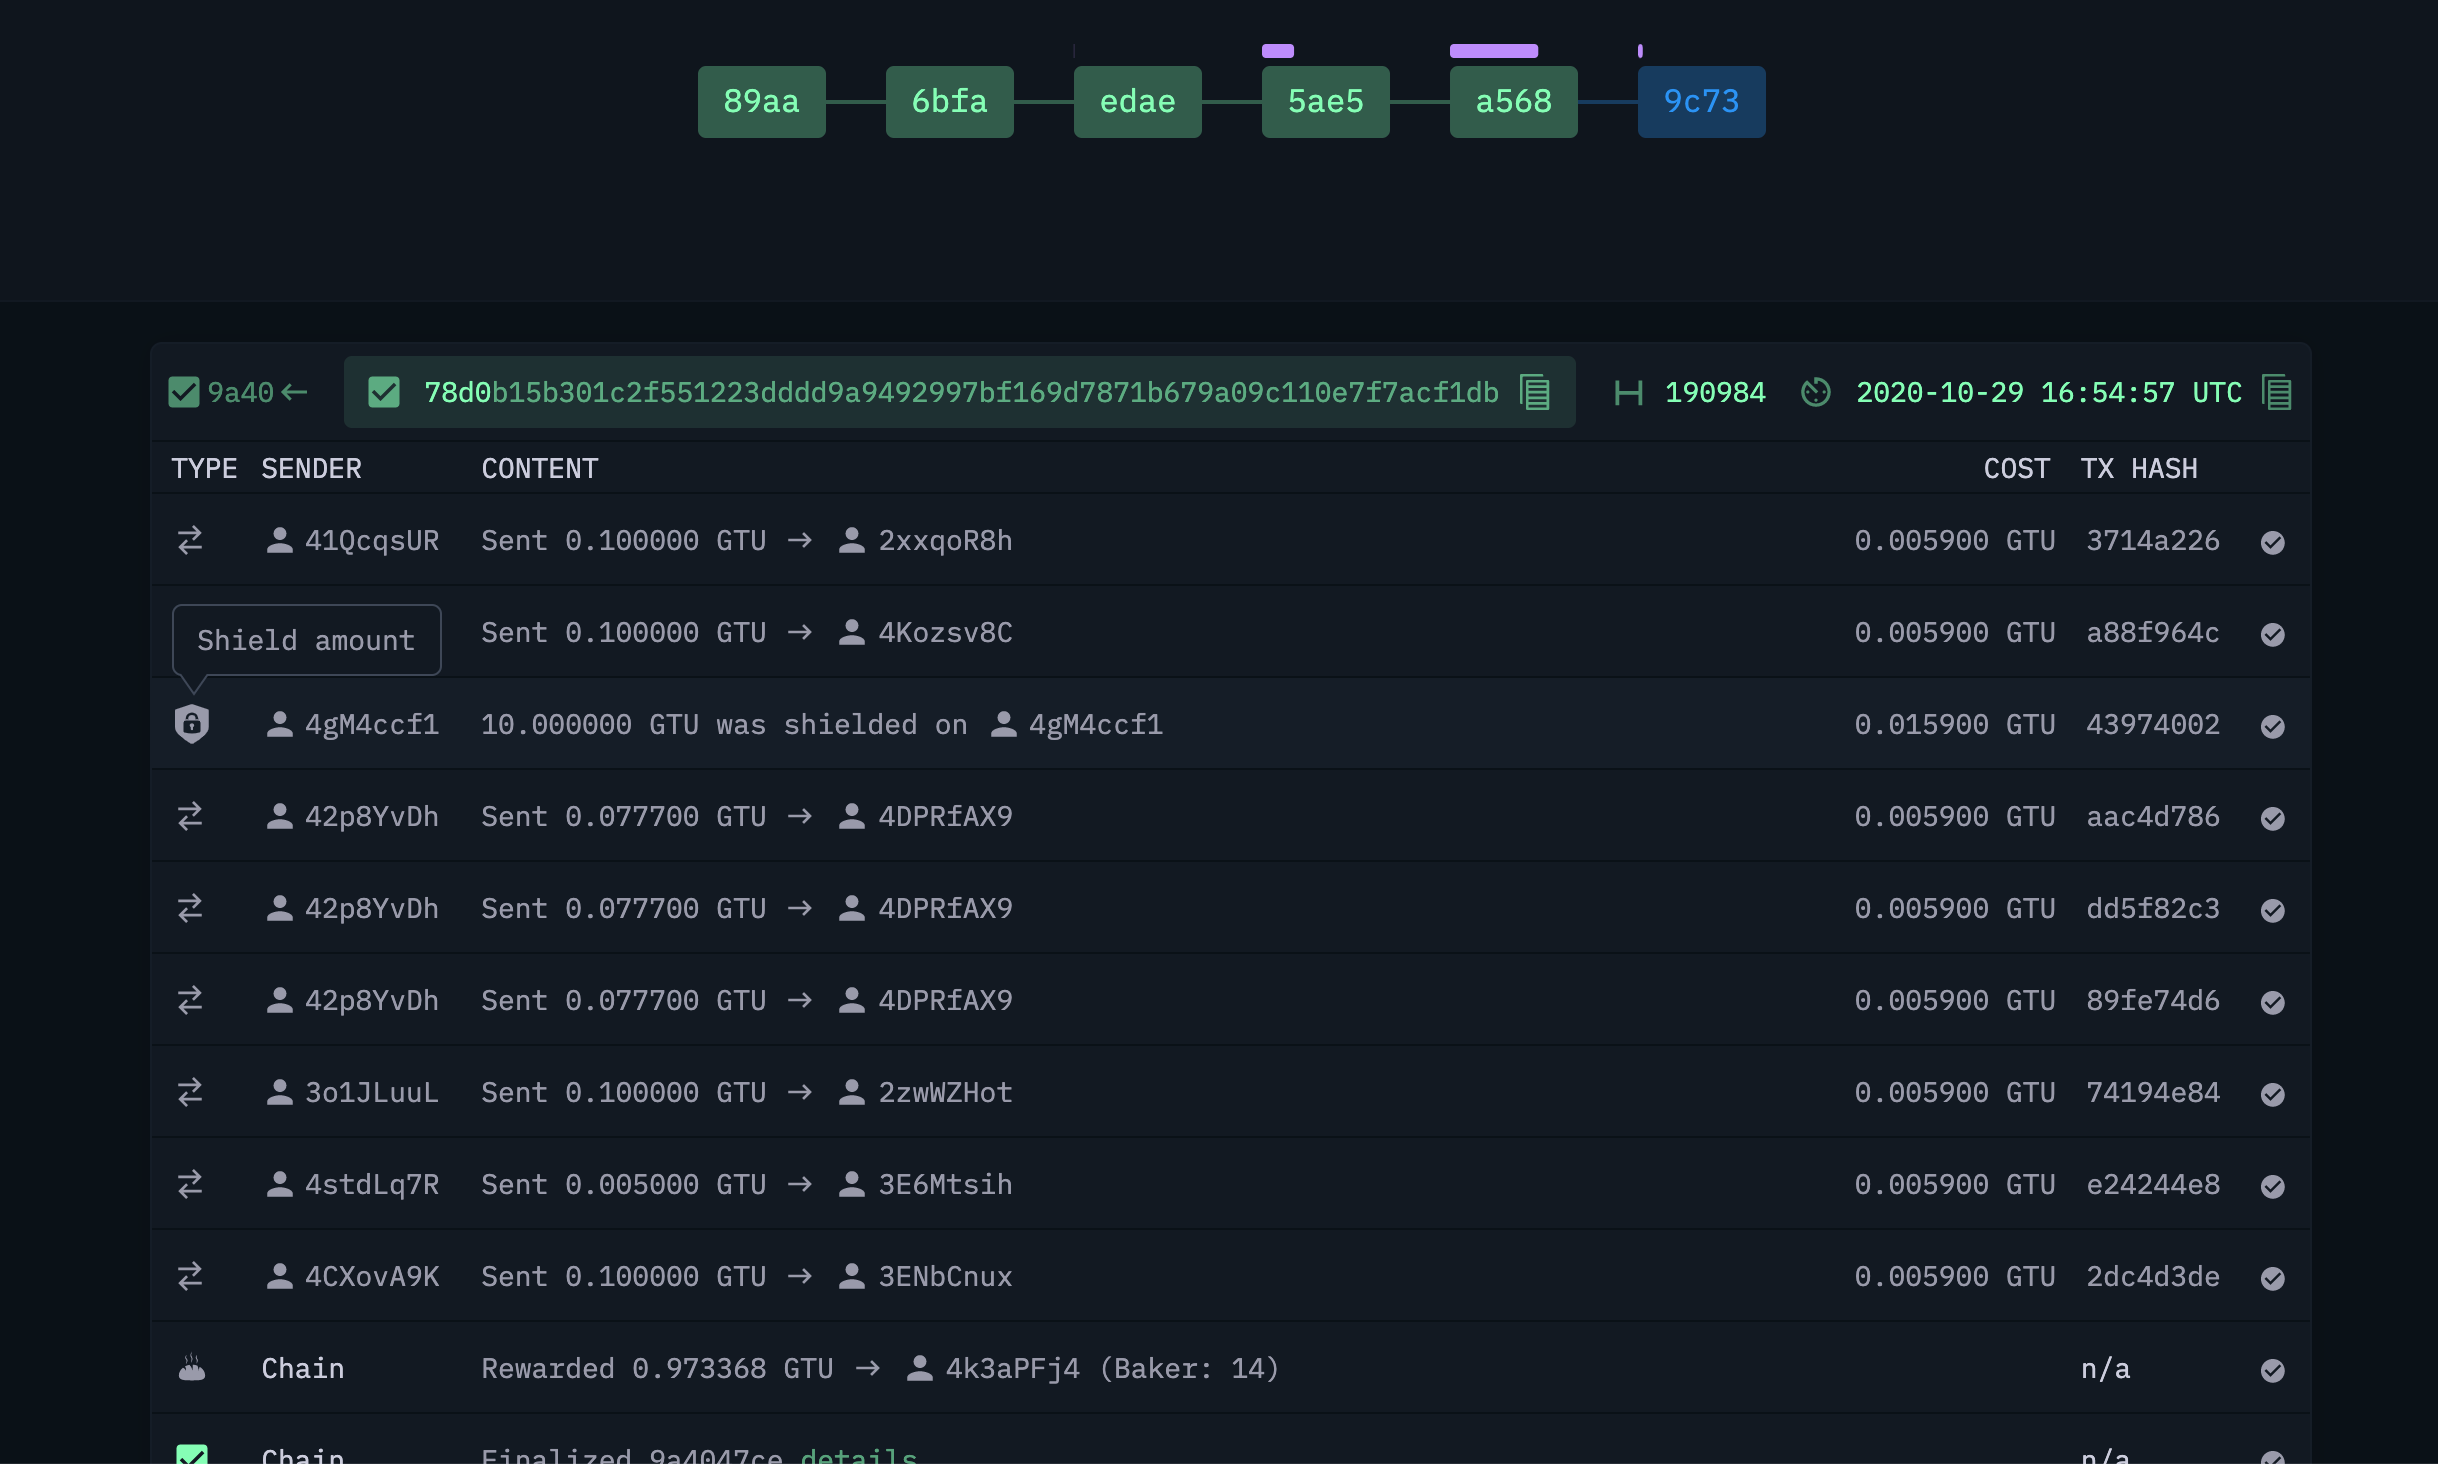 89aa 6bfa edae 5ae5 a568 9c73
9a40 ← 78d0b15b301c2f551223dddd9a9492997bf169d7871b679a09c110e7f7acf1db 190984 2020-10-29 16:54:57 UTC
TYPE SENDER CONTENT COST TX HASH
41QcqsUR Sent 0.100000 GTU → 2xxqoR8h 0.005900 GTU 3714a226
Shield amount Sent 0.100000 GTU → 4Kozsv8C 0.005900 GTU a88f964c
4gM4ccf1 10.000000 GTU was shielded on 4gM4ccf1 0.015900 GTU 43974002
42p8YvDh Sent 0.077700 GTU → 4DPRfAX9 0.005900 GTU aac4d786
42p8YvDh Sent 0.077700 GTU → 4DPRfAX9 0.005900 GTU dd5f82c3
42p8YvDh Sent 0.077700 GTU → 4DPRfAX9 0.005900 GTU 89fe74d6
3o1JLuuL Sent 0.100000 GTU → 2zwWZHot 0.005900 GTU 74194e84
4stdLq7R Sent 0.005000 GTU → 3E6Mtsih 0.005900 GTU e24244e8
4CXovA9K Sent 0.100000 GTU → 3ENbCnux 0.005900 GTU 2dc4d3de
Chain Rewarded 0.973368 GTU → 4k3aPFj4 (Baker: 14) n/a
Chain Finalized 9a4047ce details n/a